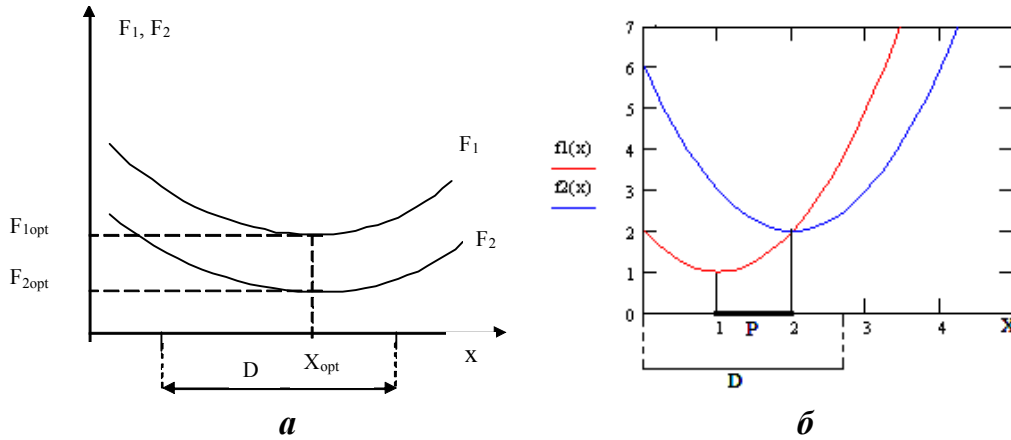 F₁, F₂
F₁
F₁opt
F₂
F₂opt
D
Xopt
x
а
7
6
5
4
3
2
1
0
f1(x)
f2(x)
1
P
2
3
4
X
D
б